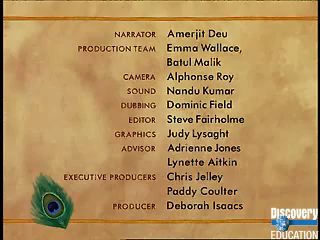 NARRATOR Amerjit Deu
PRODUCTION TEAM Emma Wallace,
Batul Malik
CAMERA Alphonse Roy
SOUND Nandu Kumar
DUBBING Dominic Field
EDITOR Steve Fairholme
GRAPHICS Judy Lysaght
ADVISOR Adrienne Jones
Lynette Aitkin
EXECUTIVE PRODUCERS Chris Jelley
Paddy Coulter
PRODUCER Deborah Isaacs
Discovery
EDUCATION